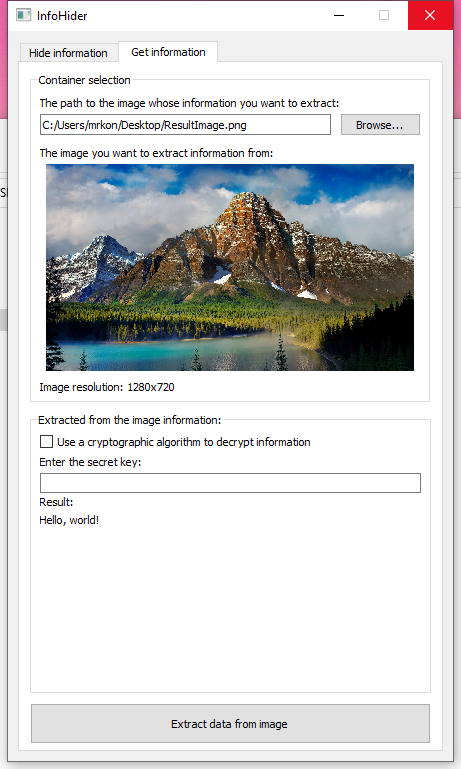 InfoHider
Hide information Get information
Container selection
The path to the image whose information you want to extract:
C:/Users/mrkon/Desktop/ResultImage.png Browse...
The image you want to extract information from:
Image resolution: 1280x720
Extracted from the image information:
Use a cryptographic algorithm to decrypt information
Enter the secret key:
Result:
Hello, world!
Extract data from image